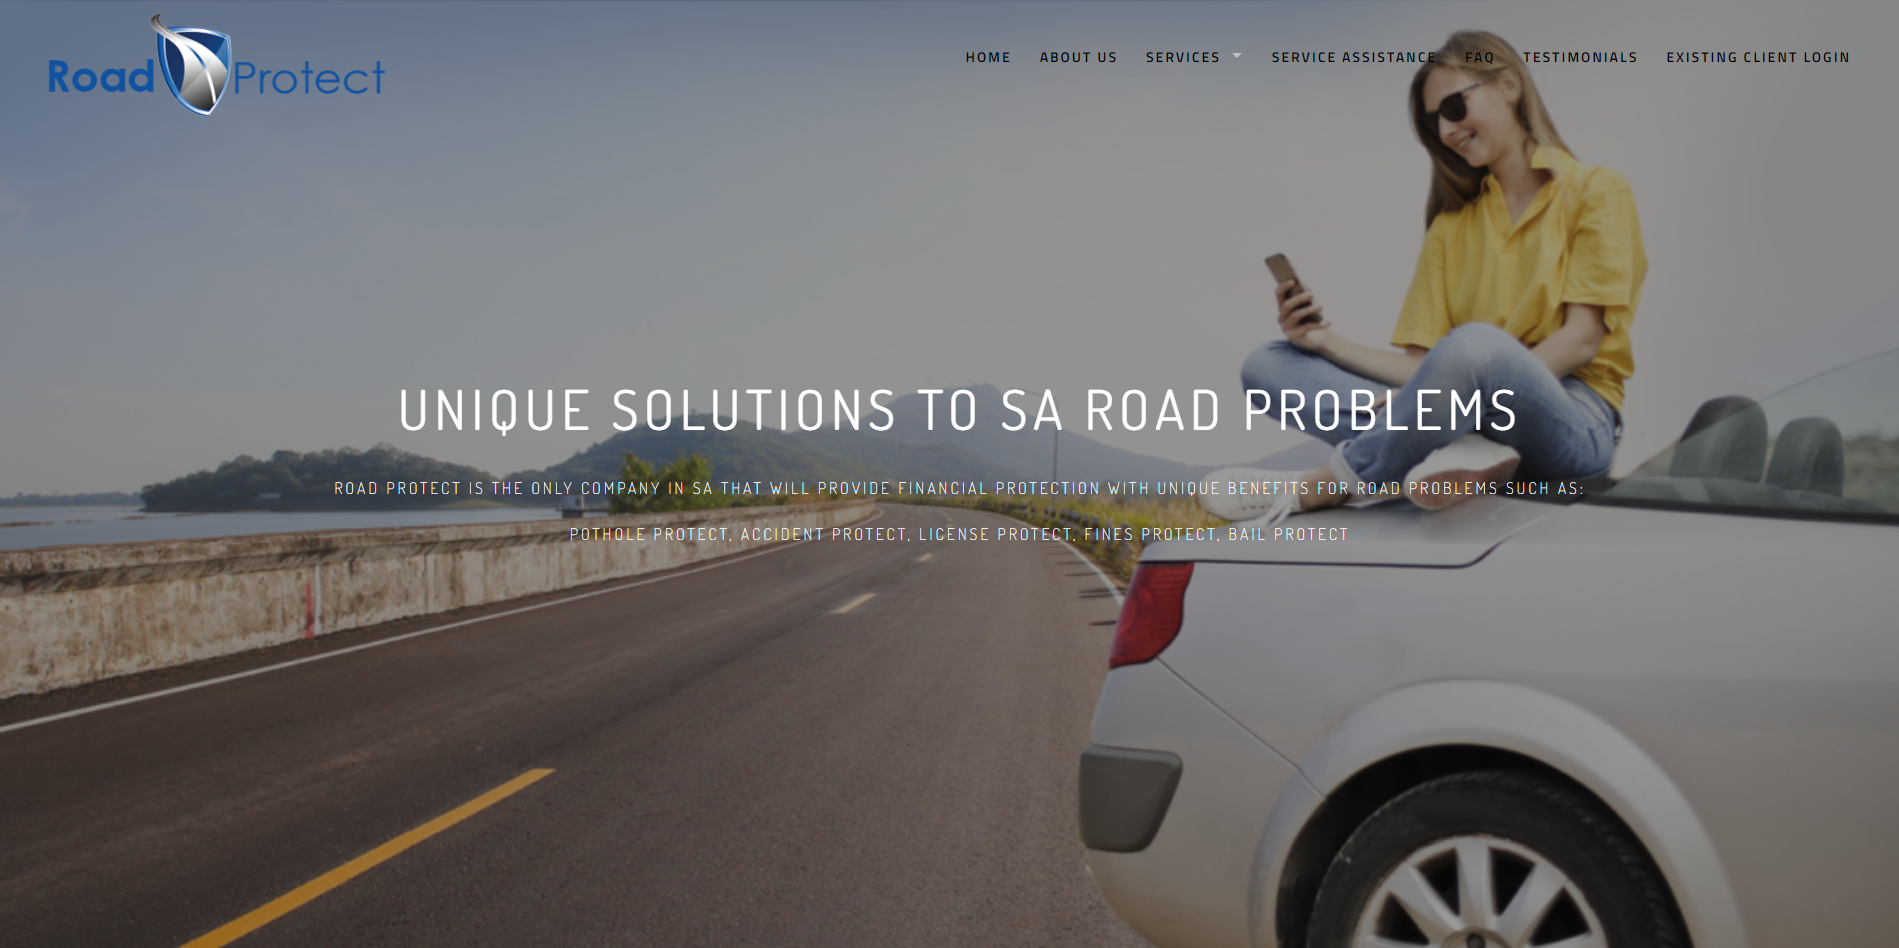 Road Protect
HOME ABOUT US SERVICES SERVICE ASSISTANCE FAQ TESTIMONIALS EXISTING CLIENT LOGIN
UNIQUE SOLUTIONS TO SA ROAD PROBLEMS
ROAD PROTECT IS THE ONLY COMPANY IN SA THAT WILL PROVIDE FINANCIAL PROTECTION WITH UNIQUE BENEFITS FOR ROAD PROBLEMS SUCH AS:
POTHOLE PROTECT, ACCIDENT PROTECT, LICENSE PROTECT, FINES PROTECT, BAIL PROTECT